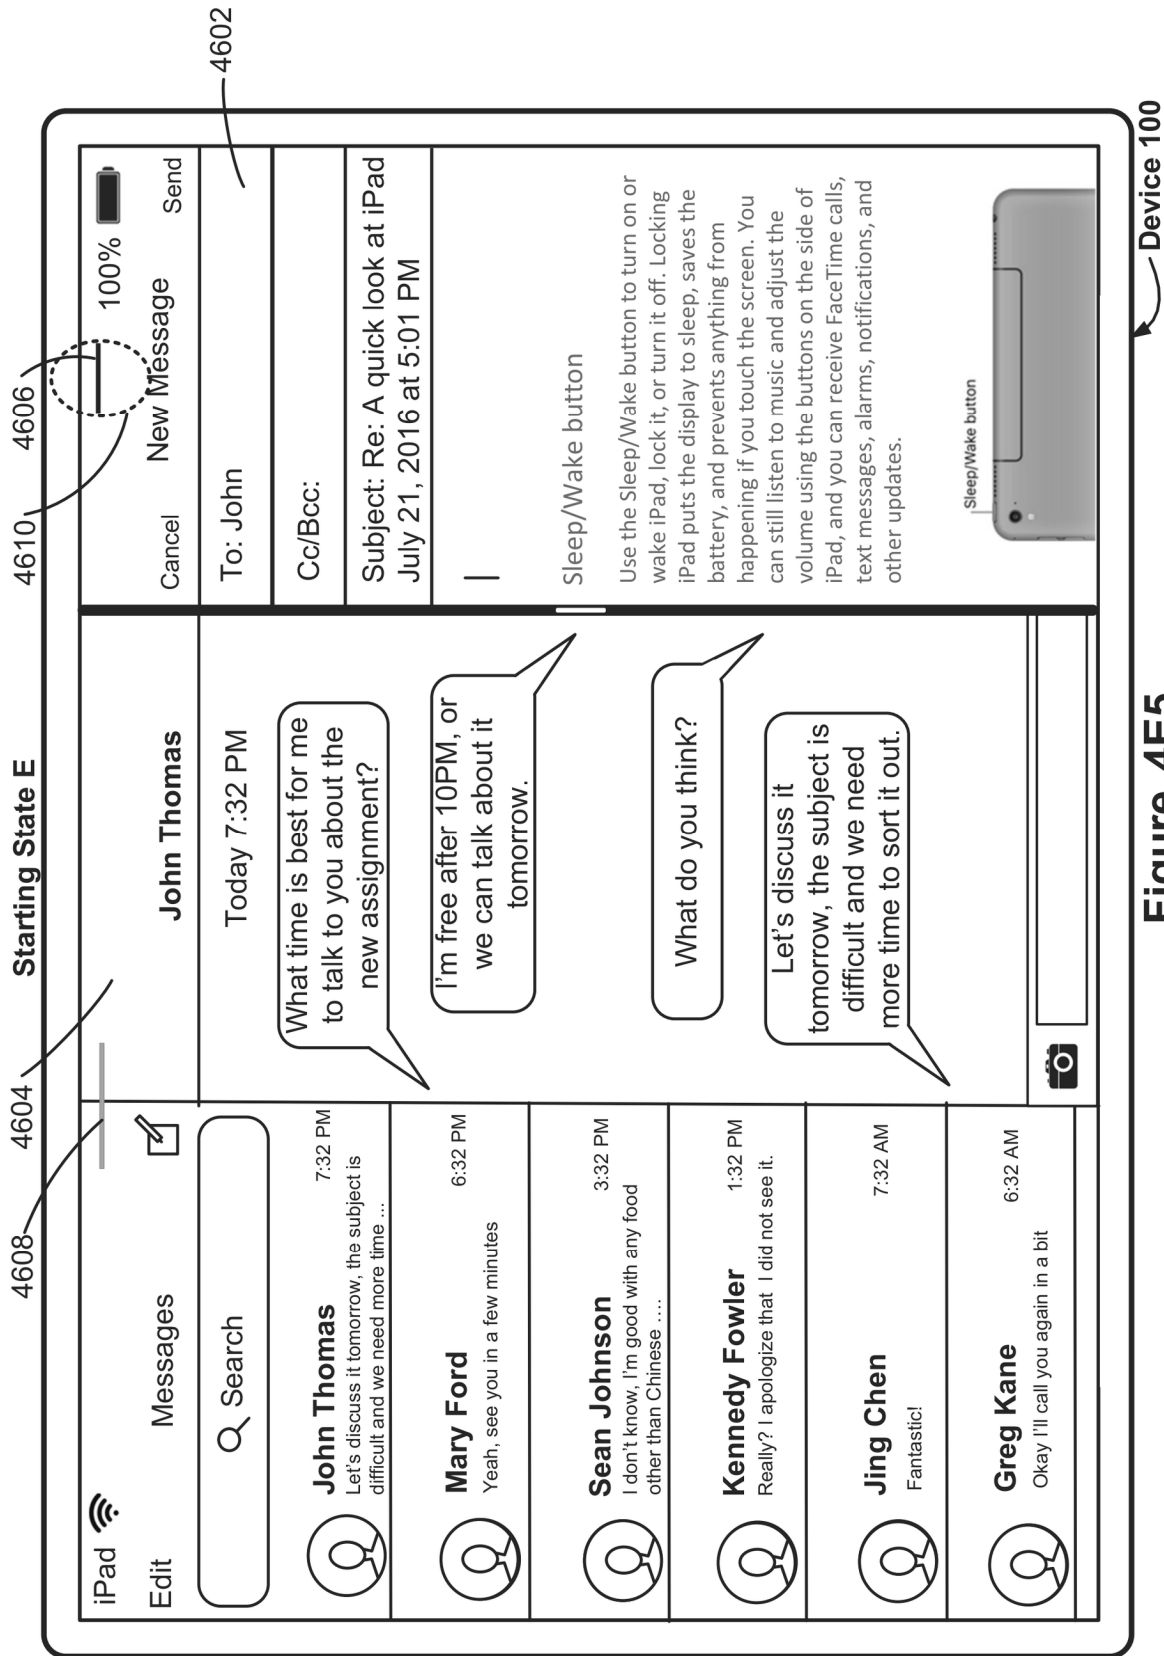 Starting State E
4608
4604
4610
4606
4602
iPad
100%
Edit
Messages
John Thomas
Cancel
New Message
Send
Search
Today 7:32 PM
To: John
Cc/Bcc:
Subject: Re: A quick look at iPad
July 21, 2016 at 5:01 PM
John Thomas
7:32 PM
Let's discuss it tomorrow, the subject is
difficult and we need more time ...
Mary Ford
6:32 PM
Yeah, see you in a few minutes
Sean Johnson
3:32 PM
I don't know, I'm good with any food
other than Chinese ....
Kennedy Fowler
1:32 PM
Really? I apologize that I did not see it.
Jing Chen
7:32 AM
Fantastic!
Greg Kane
6:32 AM
Okay I'll call you again in a bit
What time is best for me
to talk to you about the
new assignment?
I'm free after 10PM, or
we can talk about it
tomorrow.
What do you think?
Let's discuss it
tomorrow, the subject is
difficult and we need
more time to sort it out.
Sleep/Wake button
Use the Sleep/Wake button to turn on or
wake iPad, lock it, or turn it off. Locking
iPad puts the display to sleep, saves the
battery, and prevents anything from
happening if you touch the screen. You
can still listen to music and adjust the
volume using the buttons on the side of
iPad, and you can receive FaceTime calls,
text messages, alarms, notifications, and
other updates.
Sleep/Wake button
Device 100
Figure 4E5